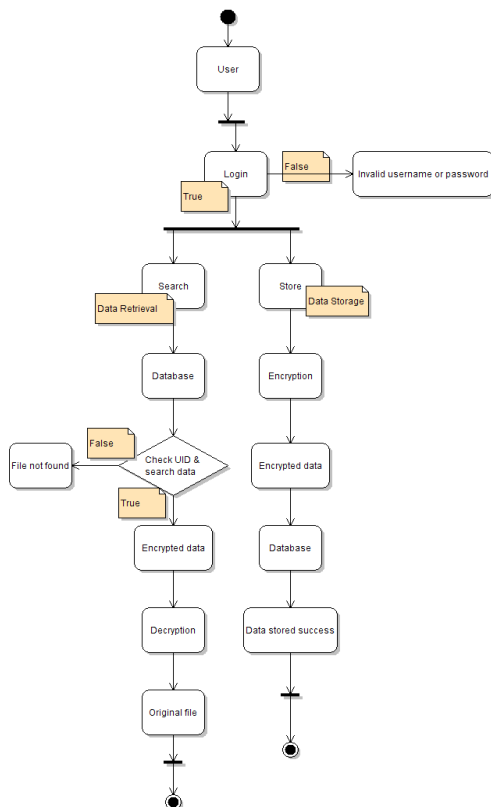 User
Login
False
Invalid username or password
True
Search
Store
Data Retrieval
Data Storage
Database
Encryption
False
Check UID &
search data
File not found
Encrypted data
True
Encrypted data
Database
Decryption
Data stored success
Original file